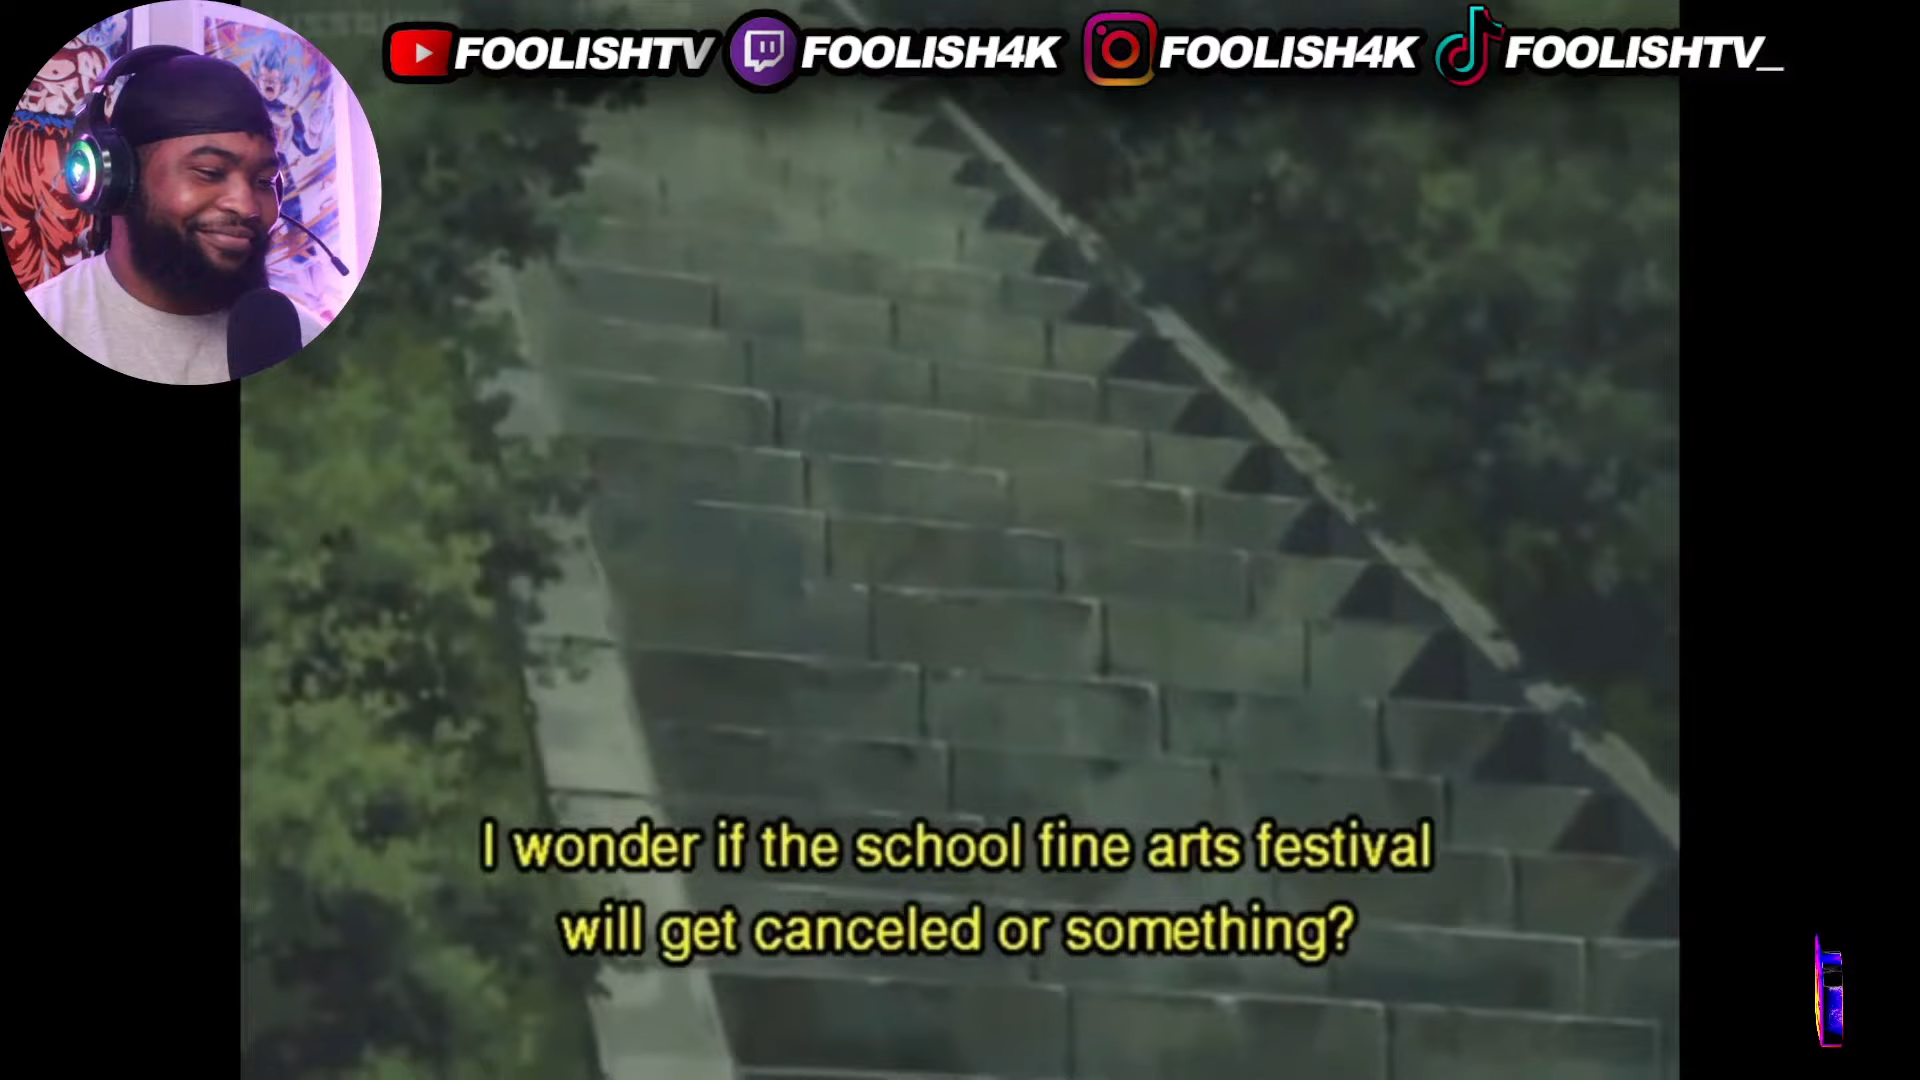 FOOLISHTV FOOLISH4K FOOLISH4K FOOLISHTV_
I wonder if the school fine arts festival
will get canceled or something?